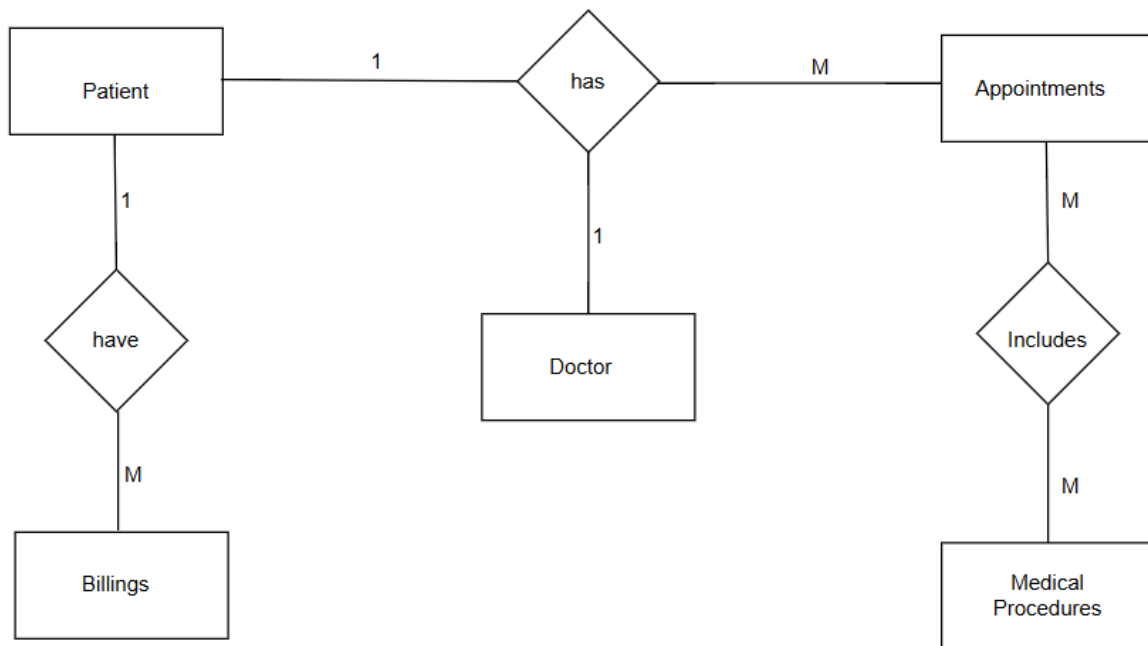 Patient
1
has
M
Appointments
1
1
M
have
Doctor
Includes
M
M
Billings
Medical
Procedures